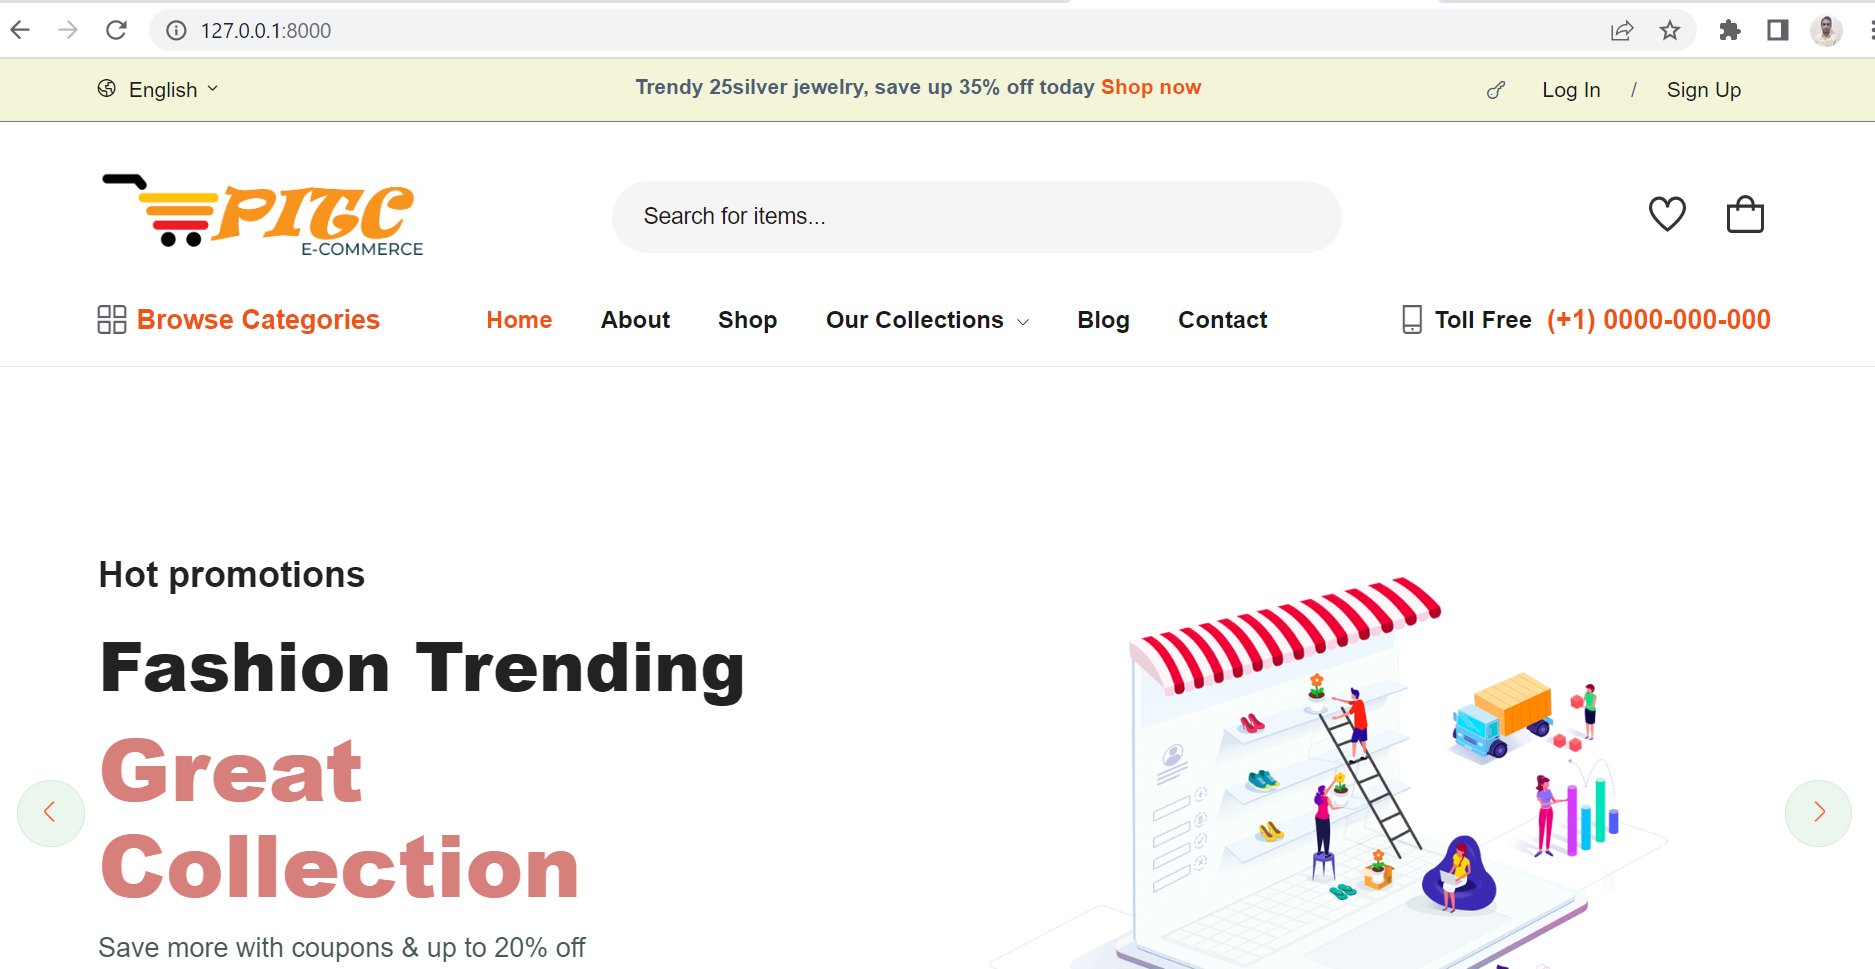 127.0.0.1:8000
English
Trendy 25silver jewelry, save up 35% off today Shop now
Log In / Sign Up
PITC
E-COMMERCE
Search for items...
Browse Categories
Home About Shop Our Collections Blog Contact
Toll Free (+1) 0000-000-000
Hot promotions
Fashion Trending
Great
Collection
Save more with coupons & up to 20% off